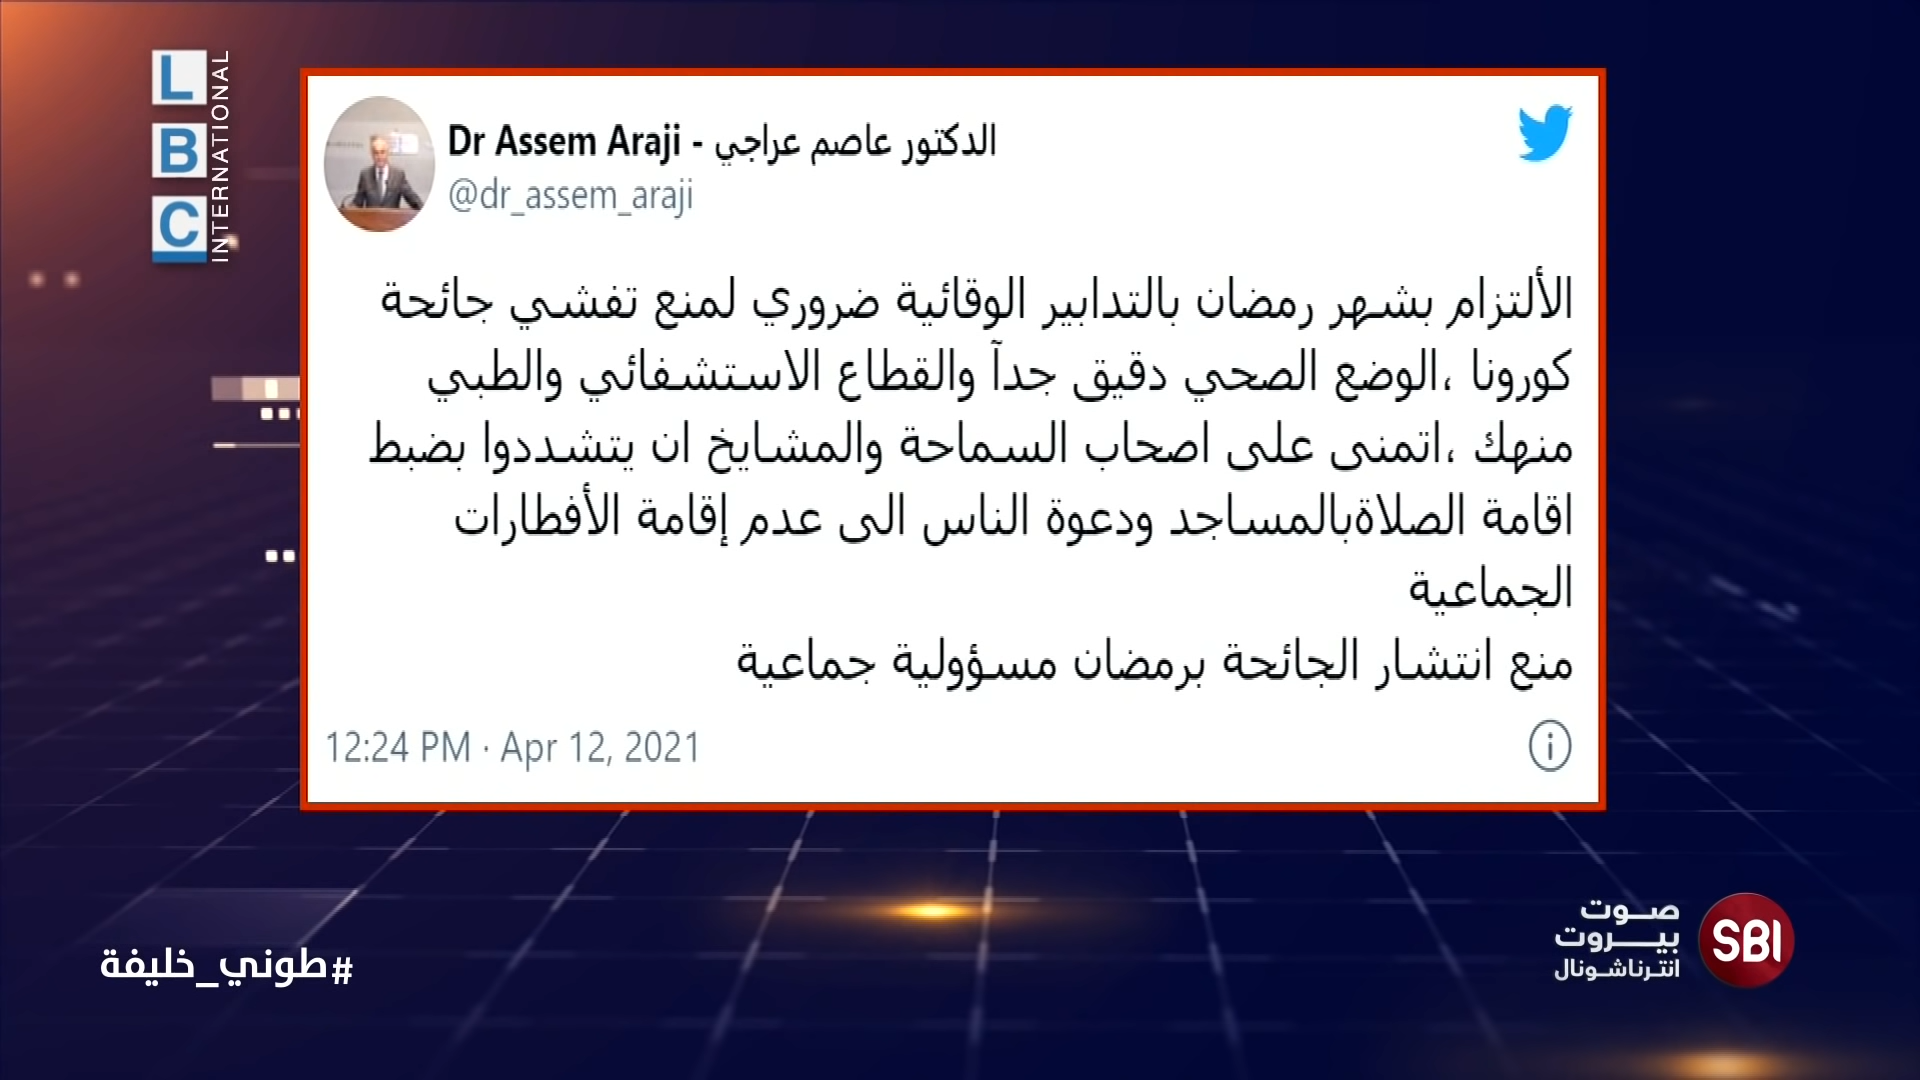 L
B
C
INTERNATIONAL
Dr Assem Araji - الدكتور عاصم عراجي
@dr_assem_araji
الألتزام بشهر رمضان بالتدابير الوقائية ضروري لمنع تفشي جائحة
كورونا ،الوضع الصحي دقيق جدآ والقطاع الاستشفائي والطبي
منهك ،اتمنى على اصحاب السماحة والمشايخ ان يتشددوا بضبط
اقامة الصلاةبالمساجد ودعوة الناس الى عدم إقامة الأفطارات
الجماعية
منع انتشار الجائحة برمضان مسؤولية جماعية
12:24 PM · Apr 12, 2021
#طوني_خليفة
صوت
بيروت
انترناشونال
SBI